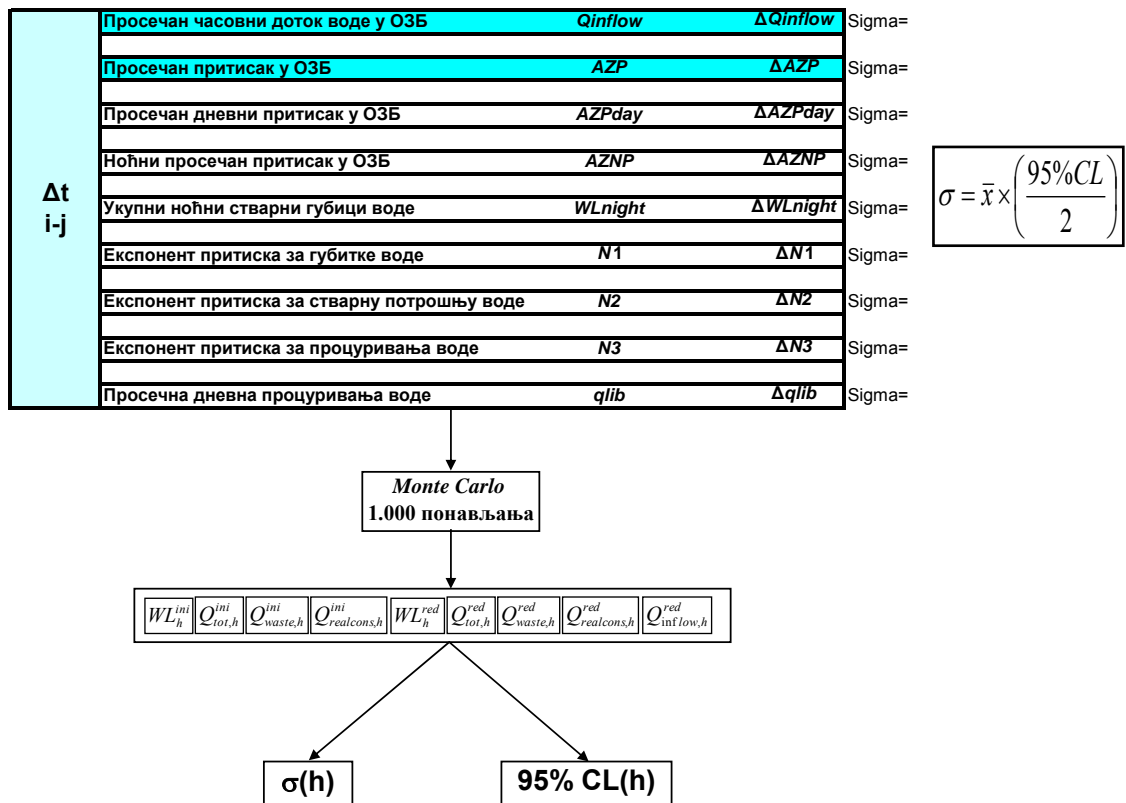 Просечан часовни доток воде у ОЗБ Qinflow ΔQinflow Sigma=
Просечан притисак у ОЗБ AZP ΔAZP Sigma=
Просечан дневни притисак у ОЗБ AZPday ΔAZPday Sigma=
Ноћни просечан притисак у ОЗБ AZNP ΔAZNP Sigma=
Δt
i-j
Укупни ноћни стварни губици воде WLnight ΔWLnight Sigma=
Експонент притиска за губитке воде N1 ΔN1 Sigma=
Експонент притиска за стварну потрошњу воде N2 ΔN2 Sigma=
Експонент притиска за процуривања воде N3 ΔN3 Sigma=
Просечна дневна процуривања воде qlib Δqlib Sigma=
σ = x̄ × (95%CL / 2)
Monte Carlo
1.000 понављања
WL_h^ini Q_tot,h^ini Q_waste,h^ini Q_realcons,h^ini WL_h^red Q_tot,h^red Q_waste,h^red Q_realcons,h^red Q_inflow,h^red
σ(h) 95% CL(h)